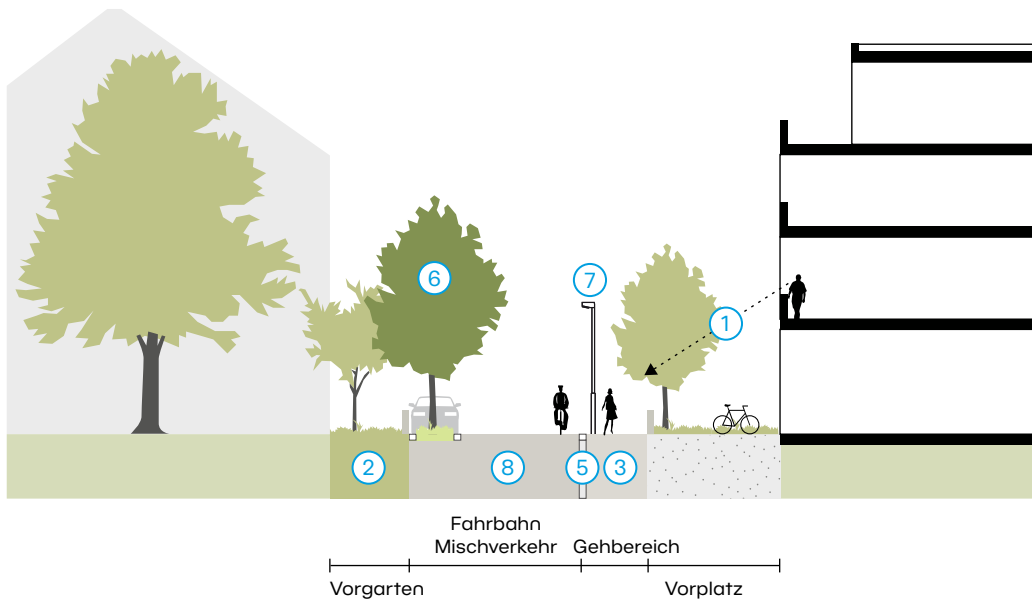 6
7
1
2
8
5
3
Fahrbahn
Mischverkehr
Gehbereich
Vorgarten
Vorplatz